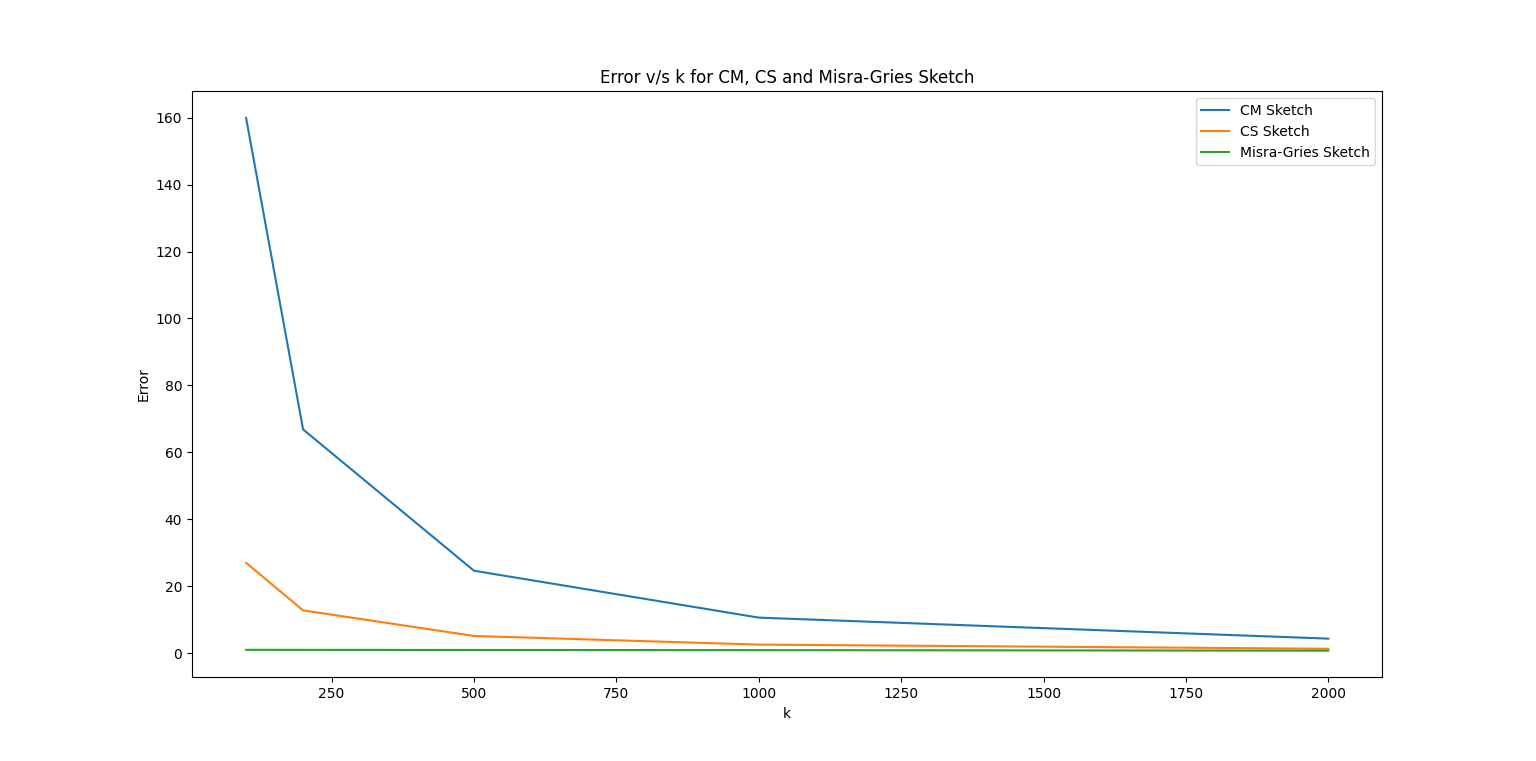 Error v/s k for CM, CS and Misra-Gries Sketch
CM Sketch
CS Sketch
Misra-Gries Sketch
160
140
120
100
80
60
40
20
0
Error
250
500
750
1000
1250
1500
1750
2000
k